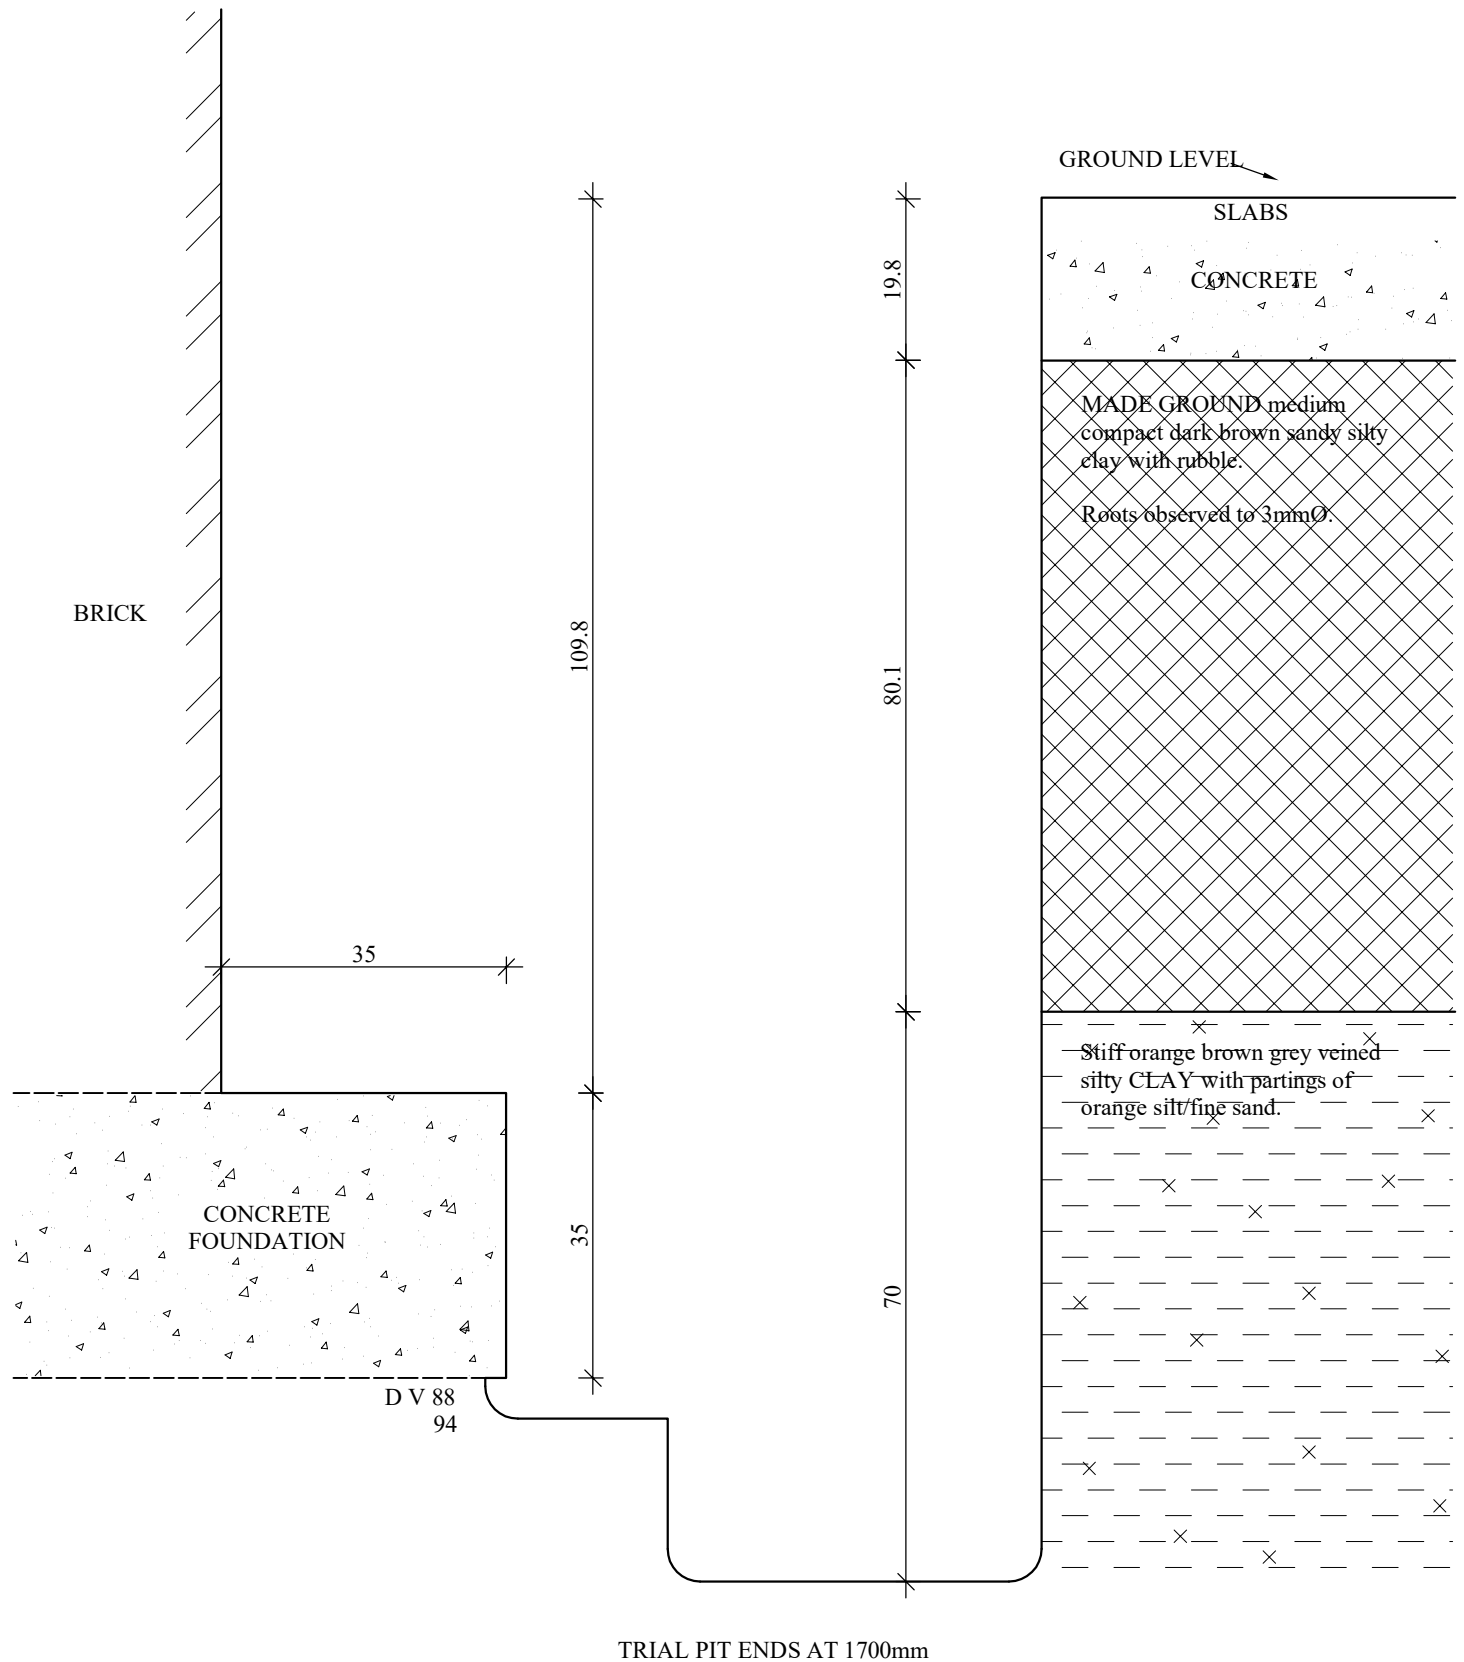 GROUND LEVEL
SLABS
CONCRETE
19.8
MADE GROUND medium
compact dark brown sandy silty
clay with rubble.
Roots observed to 3mmØ.
BRICK
109.8
80.1
35
Stiff orange brown grey veined
silty CLAY with partings of
orange silt/fine sand.
CONCRETE
FOUNDATION
35
70
D V 88
94
TRIAL PIT ENDS AT 1700mm